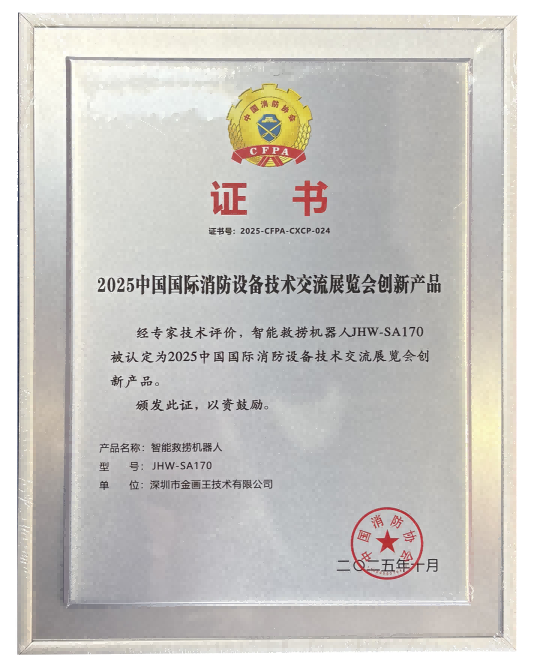 中国消防协会
CFPA
证 书
证书号：2025-CFPA-CXCP-024
2025中国国际消防设备技术交流展览会创新产品
经专家技术评价，智能救捞机器人JHW-SA170
被认定为2025中国国际消防设备技术交流展览会创
新产品。
颁发此证，以资鼓励。
产品名称：智能救捞机器人
型 号：JHW-SA170
单 位：深圳市金画王技术有限公司
中国消防协会
二〇二五年十月